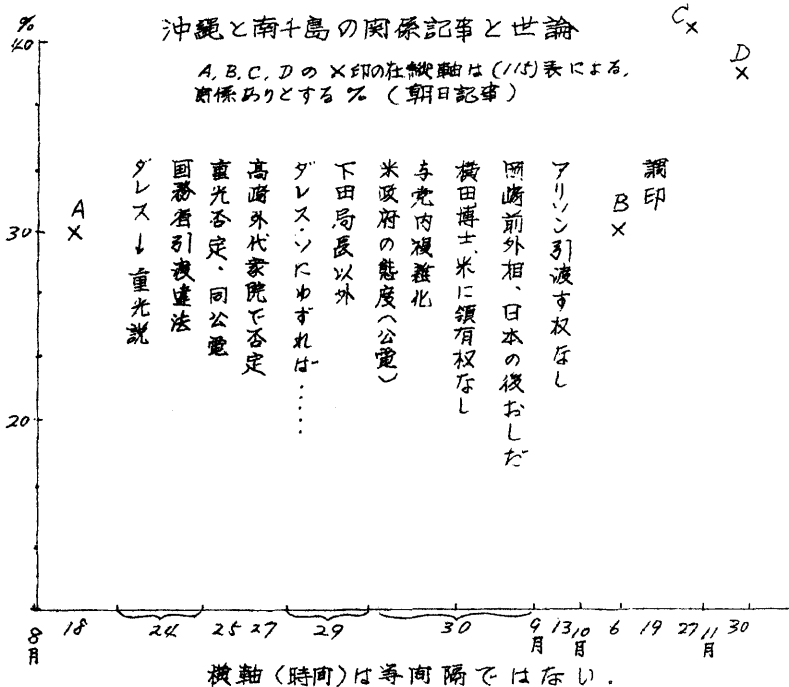 沖縄と南千島の関係記事と世論
A, B, C, D の×印の在縦軸は(115)表による,
関係ありとする % (朝日記事)
%
40
30
20
A
B
C
D
ダレス→重光説
国務省引渡違法
重光否定・同公電
高崎外代衆院で否定
ダレス・ソにゆずれば……
下田局長以外
米政府の態度(公電)
与党内複雑化
横田博士、米に領有権なし
岡崎前外相、日本の後おしだ
アリソン引渡す権なし
調印
8月 18 24 25 27 29 30 9月 13 10月 6 19 27 11月 30
横軸(時間)は等間隔ではない.